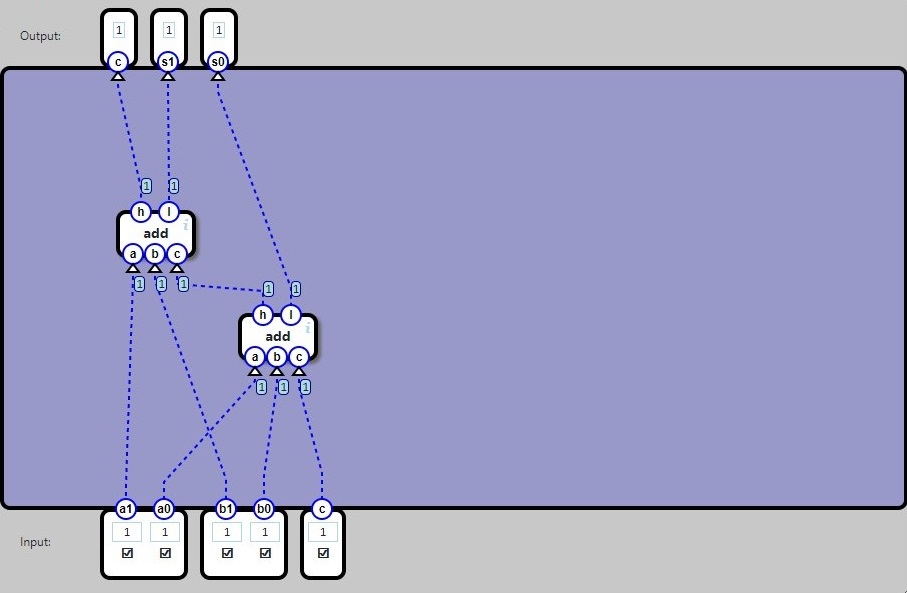 Output:
1 1 1
c s1 s0
1 1
h l
i
add
a b c
1 1 1
1 1
h l
i
add
a b c
1 1 1
a1 a0 b1 b0 c
Input:
1 1 1 1 1